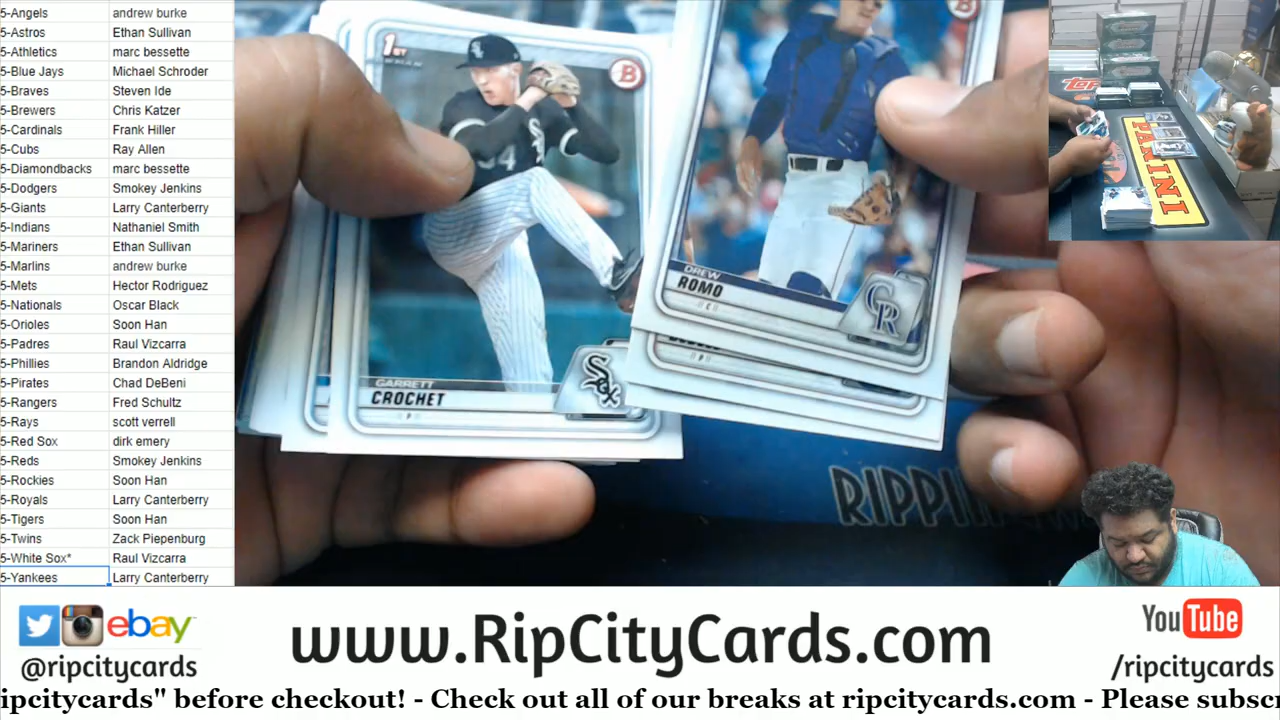 5-Angels andrew burke
5-Astros Ethan Sullivan
5-Athletics marc bessette
5-Blue Jays Michael Schroder
5-Braves Steven Ide
5-Brewers Chris Katzer
5-Cardinals Frank Hiller
5-Cubs Ray Allen
5-Diamondbacks marc bessette
5-Dodgers Smokey Jenkins
5-Giants Larry Canterberry
5-Indians Nathaniel Smith
5-Mariners Ethan Sullivan
5-Marlins andrew burke
5-Mets Hector Rodriguez
5-Nationals Oscar Black
5-Orioles Soon Han
5-Padres Raul Vizcarra
5-Phillies Brandon Aldridge
5-Pirates Chad DeBeni
5-Rangers Fred Schultz
5-Rays scott verrell
5-Red Sox dirk emery
5-Reds Smokey Jenkins
5-Rockies Soon Han
5-Royals Larry Canterberry
5-Tigers Soon Han
5-Twins Zack Piepenburg
5-White Sox* Raul Vizcarra
5-Yankees Larry Canterberry
1ST
B
SOX
GARRETT
CROCHET
P
DREW
ROMO
C
CR
RIPPIN
PANINI
ebay
@ripcitycards
www.RipCityCards.com
YouTube
/ripcitycards
ipcitycards" before checkout! - Check out all of our breaks at ripcitycards.com - Please subsc